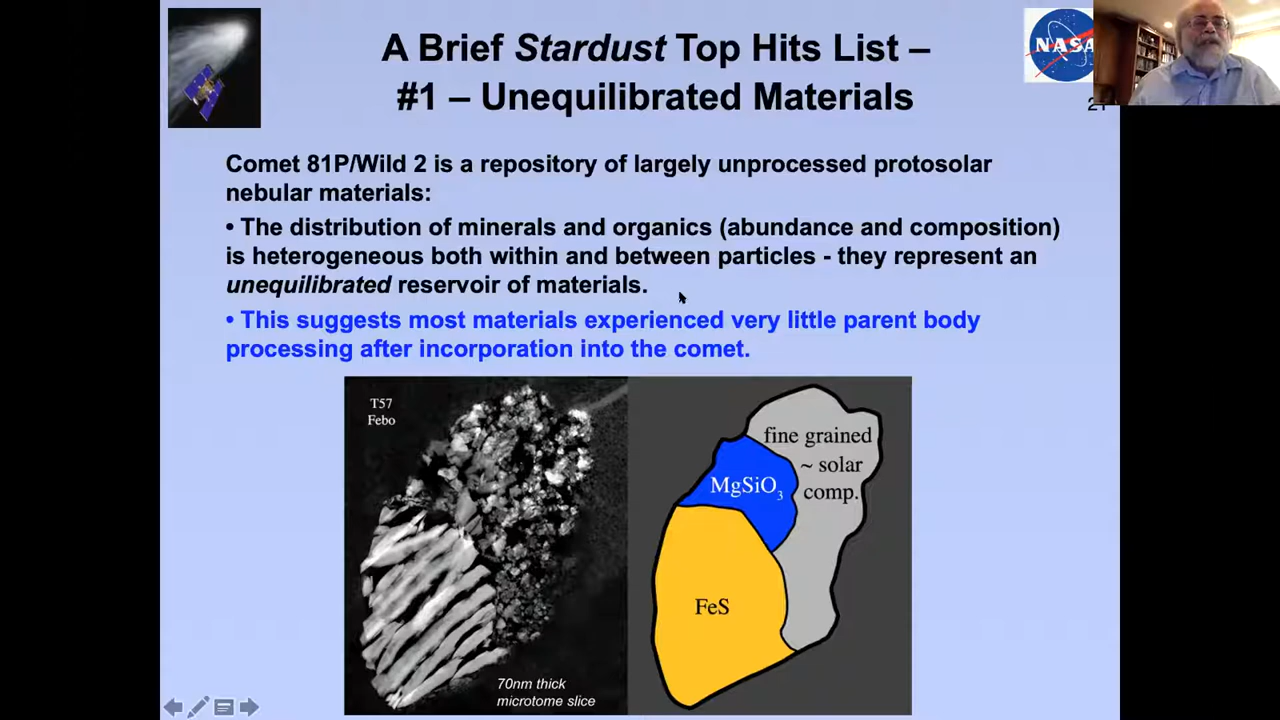 A Brief Stardust Top Hits List –
#1 – Unequilibrated Materials
NASA
Comet 81P/Wild 2 is a repository of largely unprocessed protosolar
nebular materials:
• The distribution of minerals and organics (abundance and composition)
is heterogeneous both within and between particles - they represent an
unequilibrated reservoir of materials.
• This suggests most materials experienced very little parent body
processing after incorporation into the comet.
T57
Febo
70nm thick
microtome slice
fine grained
~ solar
comp.
MgSiO₃
FeS